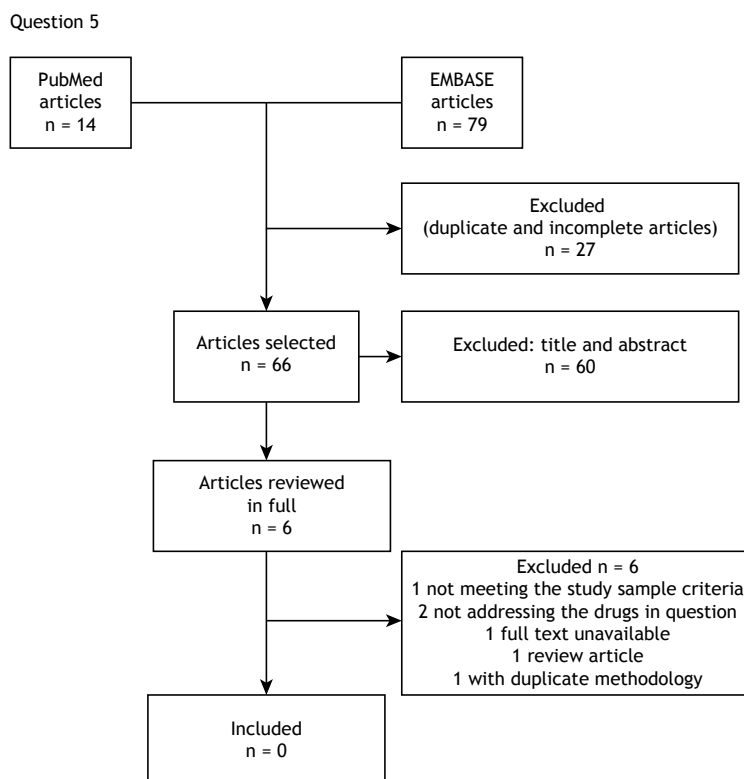 Question 5
PubMed
articles
n = 14
EMBASE
articles
n = 79
Excluded
(duplicate and incomplete articles)
n = 27
Articles selected
n = 66
Excluded: title and abstract
n = 60
Articles reviewed
in full
n = 6
Excluded n = 6
1 not meeting the study sample criteria
2 not addressing the drugs in question
1 full text unavailable
1 review article
1 with duplicate methodology
Included
n = 0